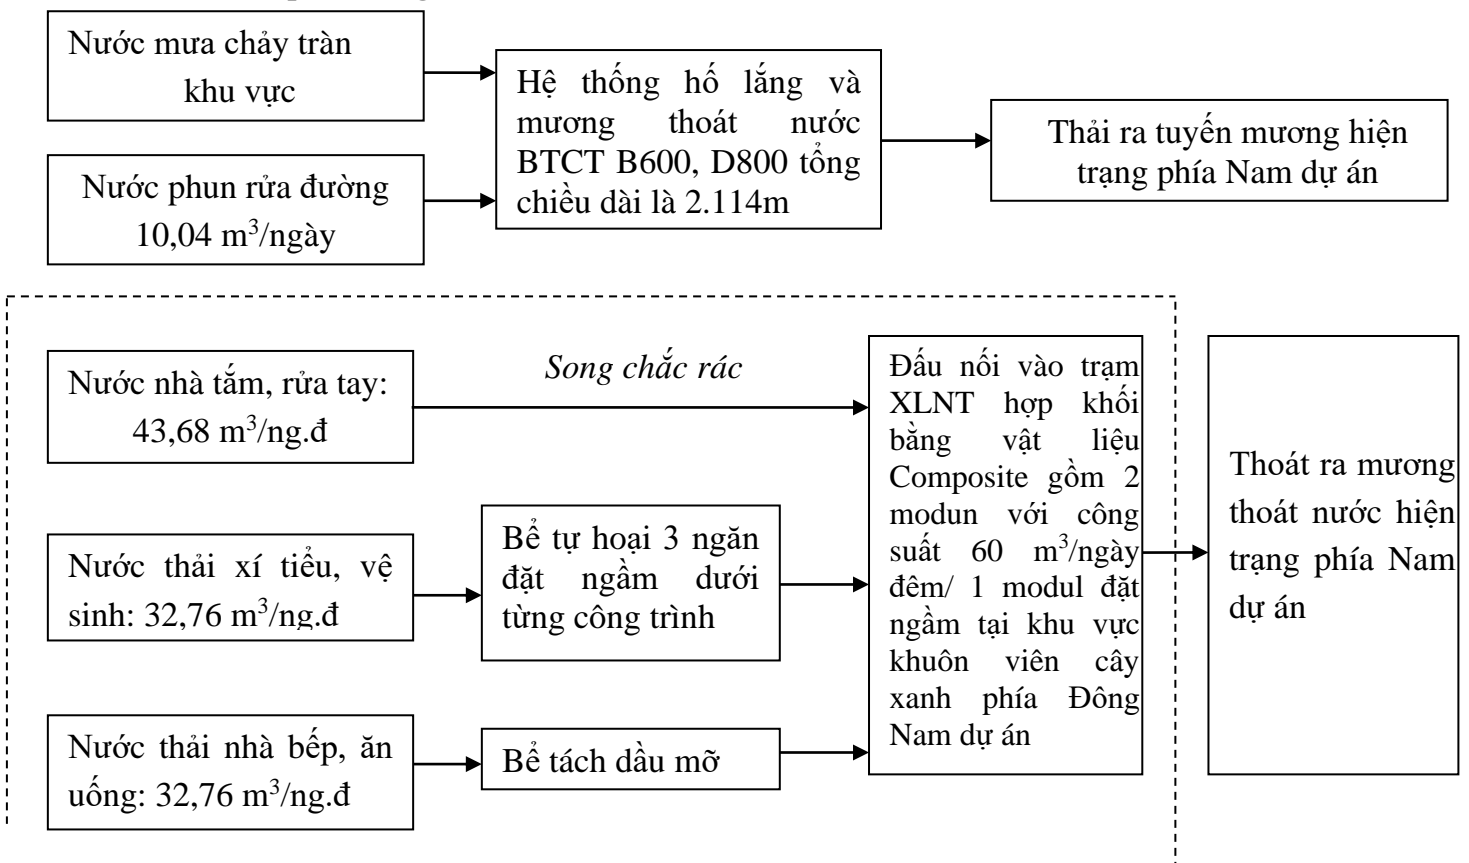 Nước mưa chảy tràn
khu vực
Nước phun rửa đường
10,04 m³/ngày
Hệ thống hố lắng và
mương thoát nước
BTCT B600, D800 tổng
chiều dài là 2.114m
Thải ra tuyến mương hiện
trạng phía Nam dự án
Nước nhà tắm, rửa tay:
43,68 m³/ng.đ
Song chắc rác
Nước thải xí tiểu, vệ
sinh: 32,76 m³/ng.đ
Bể tự hoại 3 ngăn
đặt ngầm dưới
từng công trình
Nước thải nhà bếp, ăn
uống: 32,76 m³/ng.đ
Bể tách dầu mỡ
Đấu nối vào trạm
XLNT hợp khối
bằng vật liệu
Composite gồm 2
modun với công
suất 60 m³/ngày
đêm/ 1 modul đặt
ngầm tại khu vực
khuôn viên cây
xanh phía Đông
Nam dự án
Thoát ra mương
thoát nước hiện
trạng phía Nam
dự án